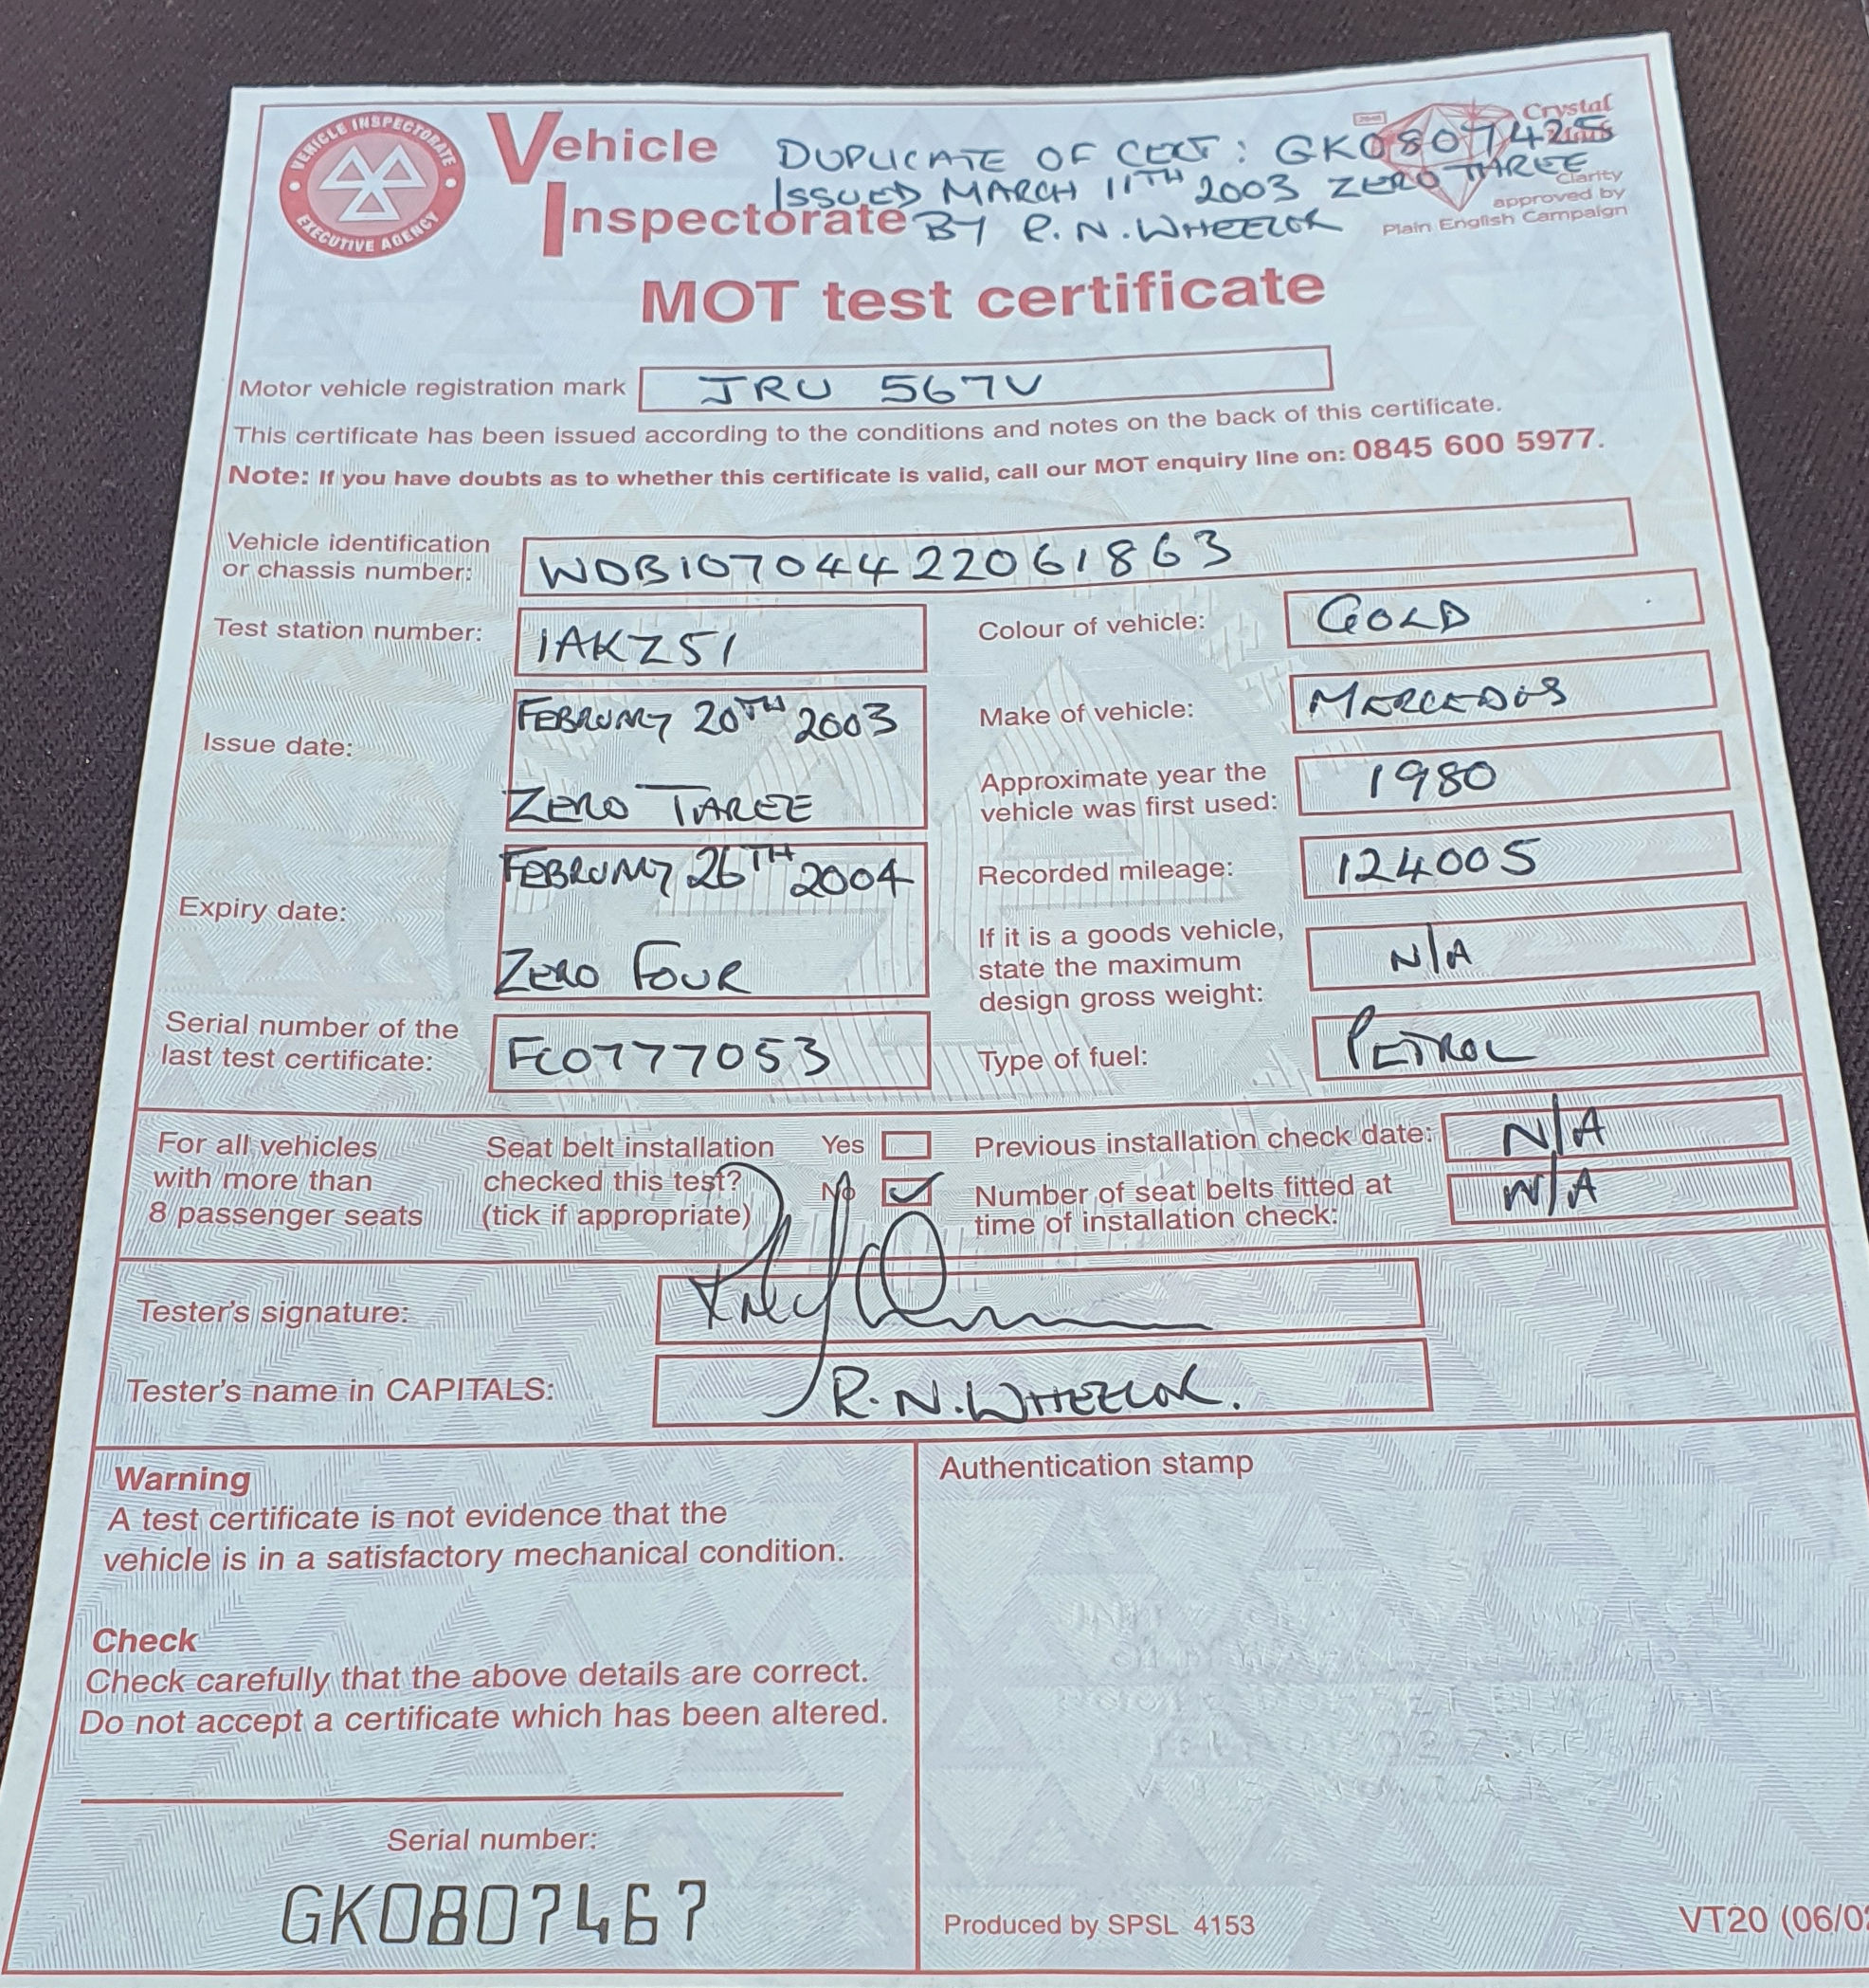 VEHICLE INSPECTORATE
EXECUTIVE AGENCY
Vehicle
Inspectorate
DUPLICATE OF CERT: GK0807425
ISSUED MARCH 11TH 2003 ZERO THREE
BY R.N. WHEELOK
Crystal
Clarity
approved by
Plain English Campaign
MOT test certificate
Motor vehicle registration mark JRU 567V
This certificate has been issued according to the conditions and notes on the back of this certificate.
Note: If you have doubts as to whether this certificate is valid, call our MOT enquiry line on: 0845 600 5977.
Vehicle identification
or chassis number: WDB10704422061863
Test station number: 1AKZ51
Colour of vehicle: GOLD
Issue date: FEBRUARY 20TH 2003
ZERO THREE
Make of vehicle: MERCEDES
Approximate year the
vehicle was first used: 1980
Expiry date: FEBRUARY 26TH 2004
ZERO FOUR
Recorded mileage: 124005
If it is a goods vehicle,
state the maximum
design gross weight: N/A
Serial number of the
last test certificate: FC0777053
Type of fuel: PETROL
For all vehicles
with more than
8 passenger seats
Seat belt installation
checked this test?
(tick if appropriate)
Yes
No
Previous installation check date: N/A
Number of seat belts fitted at
time of installation check: N/A
Tester's signature:
Tester's name in CAPITALS: R.N.WHEELOK.
Warning
A test certificate is not evidence that the
vehicle is in a satisfactory mechanical condition.
Check
Check carefully that the above details are correct.
Do not accept a certificate which has been altered.
Serial number:
GK0807467
Authentication stamp
Produced by SPSL 4153
VT20 (06/02